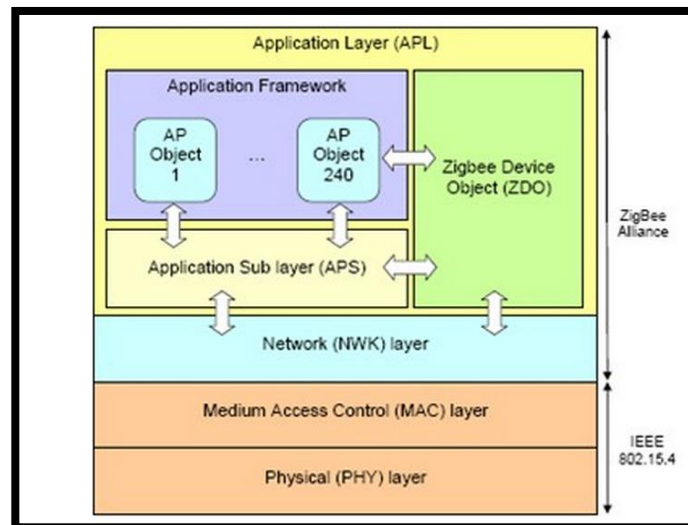 Application Layer (APL)
Application Framework
AP
Object
1
...
AP
Object
240
Zigbee Device
Object (ZDO)
Application Sub layer (APS)
Network (NWK) layer
Medium Access Control (MAC) layer
Physical (PHY) layer
ZigBee
Alliance
IEEE
802.15.4